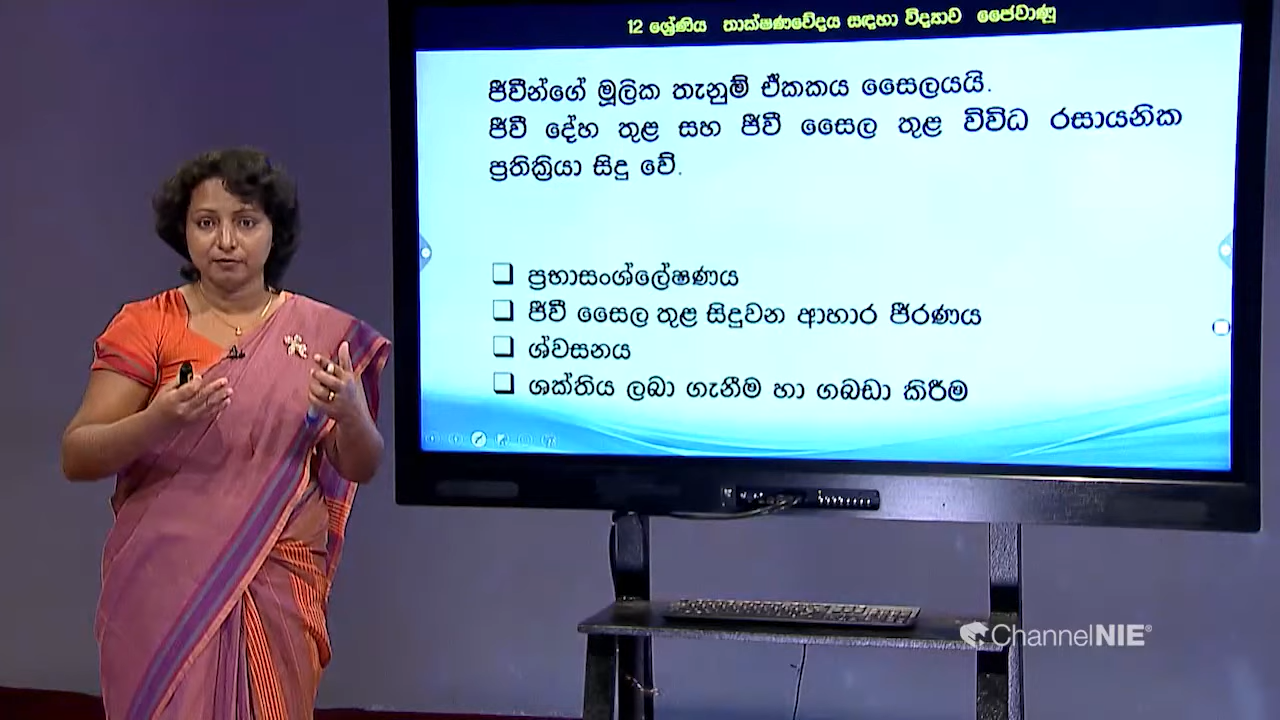 12 ශ්‍රේණිය තාක්ෂණවේදය සඳහා විද්‍යාව ජෛවාණු
ජීවීන්ගේ මූලික තැනුම් ඒකකය සෛලයයි.
ජීවී දේහ තුළ සහ ජීවී සෛල තුළ විවිධ රසායනික
ප්‍රතික්‍රියා සිදු වේ.
❑ ප්‍රභාසංශ්ලේෂණය
❑ ජීවී සෛල තුළ සිදුවන ආහාර ජීරණය
❑ ශ්වසනය
❑ ශක්තිය ලබා ගැනීම හා ගබඩා කිරීම
ChannelNIE®